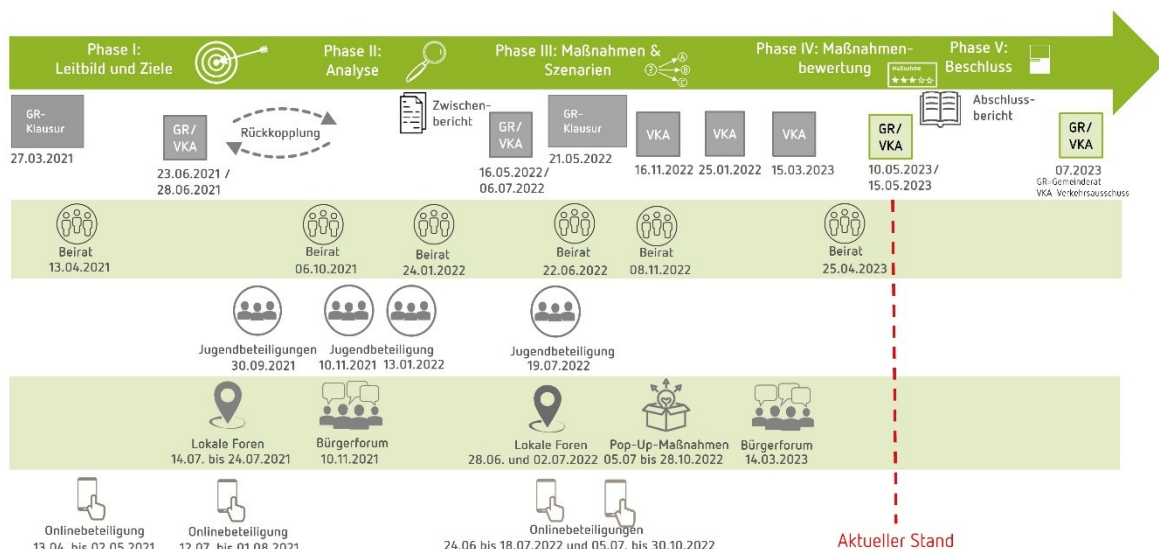 Phase I:
Leitbild und Ziele
Phase II:
Analyse
Phase III: Maßnahmen &
Szenarien
A
?
B
C
Phase IV: Maßnahmen-
bewertung
Maßnahme
Phase V:
Beschluss
GR-
Klausur
27.03.2021
GR/
VKA
23.06.2021 /
28.06.2021
Rückkopplung
Zwischen-
bericht
GR/
VKA
16.05.2022/
06.07.2022
GR-
Klausur
21.05.2022
VKA
16.11.2022
VKA
25.01.2022
VKA
15.03.2023
GR/
VKA
10.05.2023/
15.05.2023
Abschluss-
bericht
GR/
VKA
07.2023
GR-Gemeinderat
VKA Verkehrsausschuss
Beirat
13.04.2021
Beirat
06.10.2021
Beirat
24.01.2022
Beirat
22.06.2022
Beirat
08.11.2022
Beirat
25.04.2023
Jugendbeteiligungen
30.09.2021
Jugendbeteiligung
10.11.2021
13.01.2022
Jugendbeteiligung
19.07.2022
Lokale Foren
14.07. bis 24.07.2021
Bürgerforum
10.11.2021
Lokale Foren
28.06. und 02.07.2022
Pop-Up-Maßnahmen
05.07 bis 28.10.2022
Bürgerforum
14.03.2023
Onlinebeteiligung
13.04. bis 02.05.2021
Onlinebeteiligung
12.07. bis 01.08.2021
Onlinebeteiligungen
24.06 bis 18.07.2022 und 05.07. bis 30.10.2022
Aktueller Stand